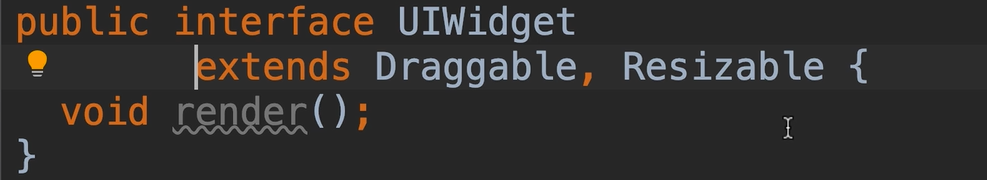 public interface UIWidget
extends Draggable, Resizable {
void render();
}